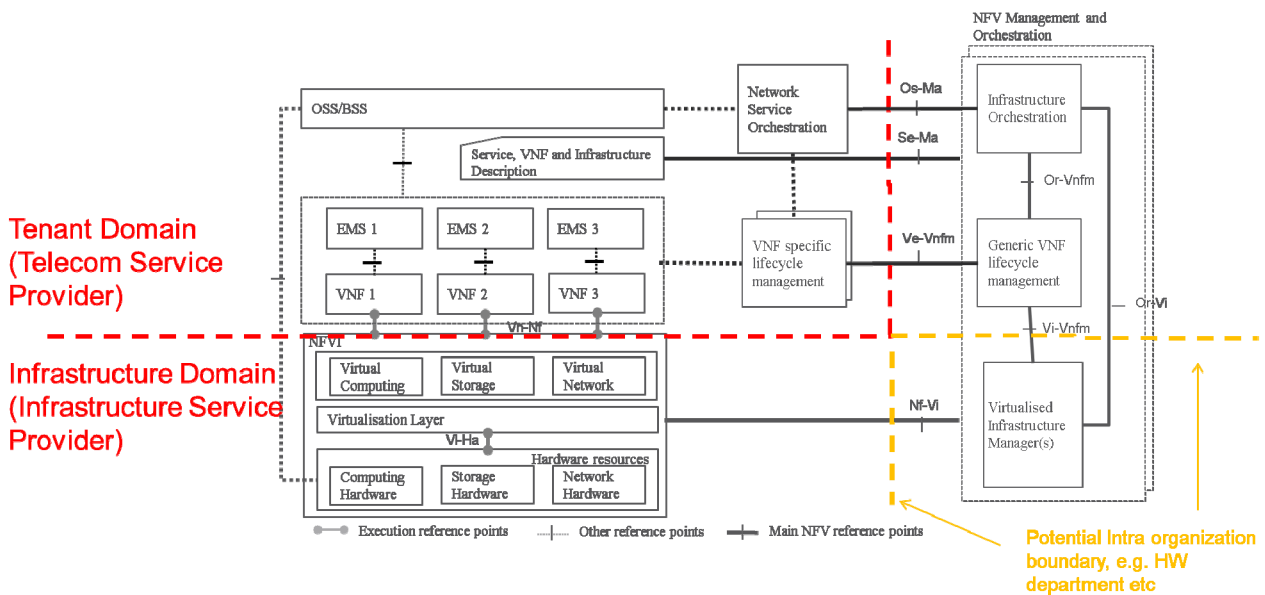 NFV Management and
Orchestration
OSS/BSS
Network
Service
Orchestration
Os-Ma
Infrastructure
Orchestration
Se-Ma
Service, VNF and Infrastructure
Description
Or-Vnfm
Tenant Domain
(Telecom Service
Provider)
EMS 1
EMS 2
EMS 3
VNF specific
lifecycle
management
Ve-Vnfm
Generic VNF
lifecycle
management
VNF 1
VNF 2
VNF 3
Or-Vi
Vn-Nf
Vi-Vnfm
NFVI
Infrastructure Domain
(Infrastructure Service
Provider)
Virtual
Computing
Virtual
Storage
Virtual
Network
Nf-Vi
Virtualised
Infrastructure
Manager(s)
Virtualisation Layer
Vl-Ha
Hardware resources
Computing
Hardware
Storage
Hardware
Network
Hardware
Execution reference points
Other reference points
Main NFV reference points
Potential Intra organization
boundary, e.g. HW
department etc